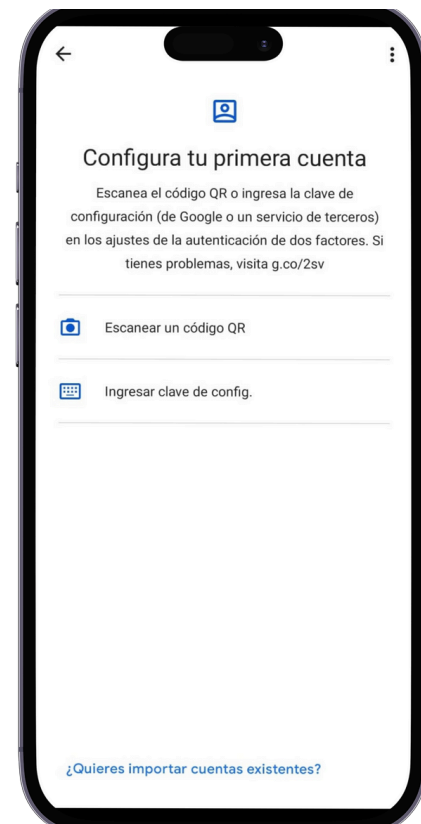 Configura tu primera cuenta
Escanea el código QR o ingresa la clave de
configuración (de Google o un servicio de terceros)
en los ajustes de la autenticación de dos factores. Si
tienes problemas, visita g.co/2sv
Escanear un código QR
Ingresar clave de config.
¿Quieres importar cuentas existentes?